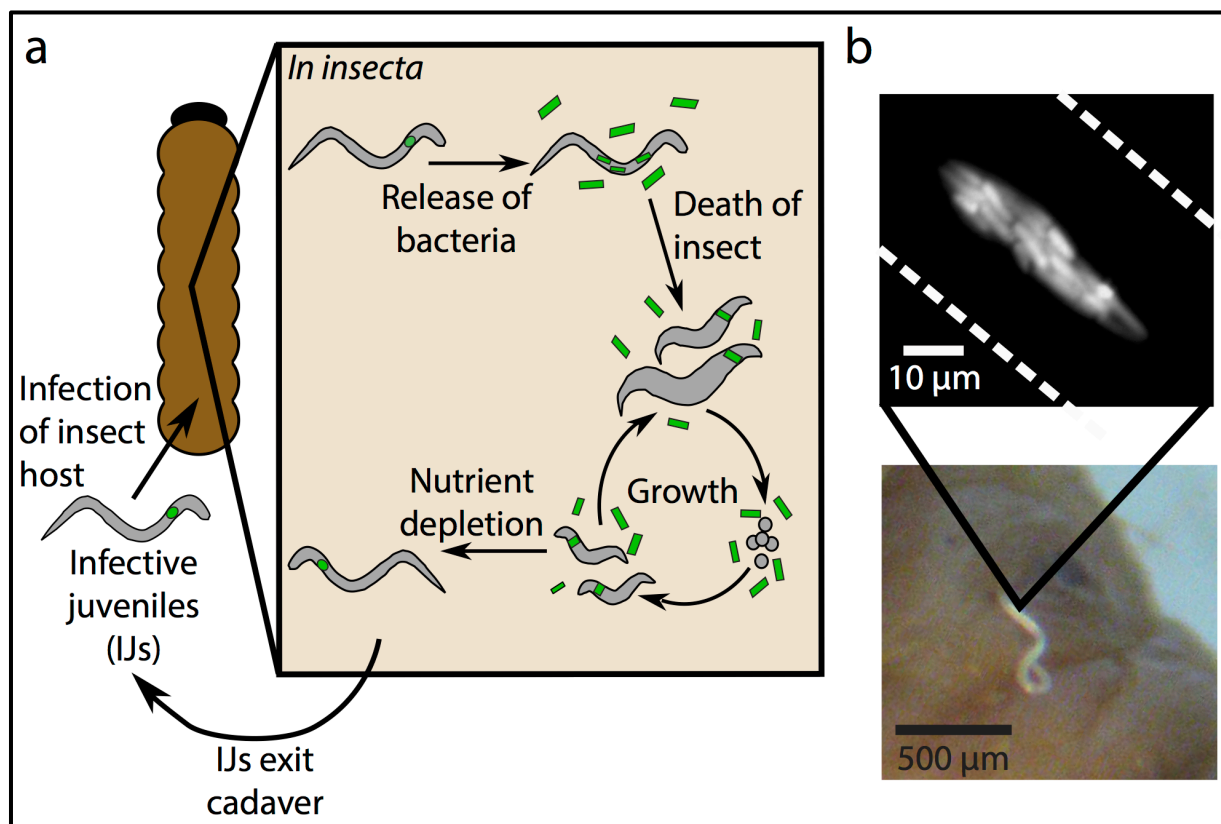 a
In insecta
Release of
bacteria
Death of
insect
Growth
Nutrient
depletion
Infection
of insect
host
Infective
juveniles
(IJs)
IJs exit
cadaver
b
10 µm
500 µm